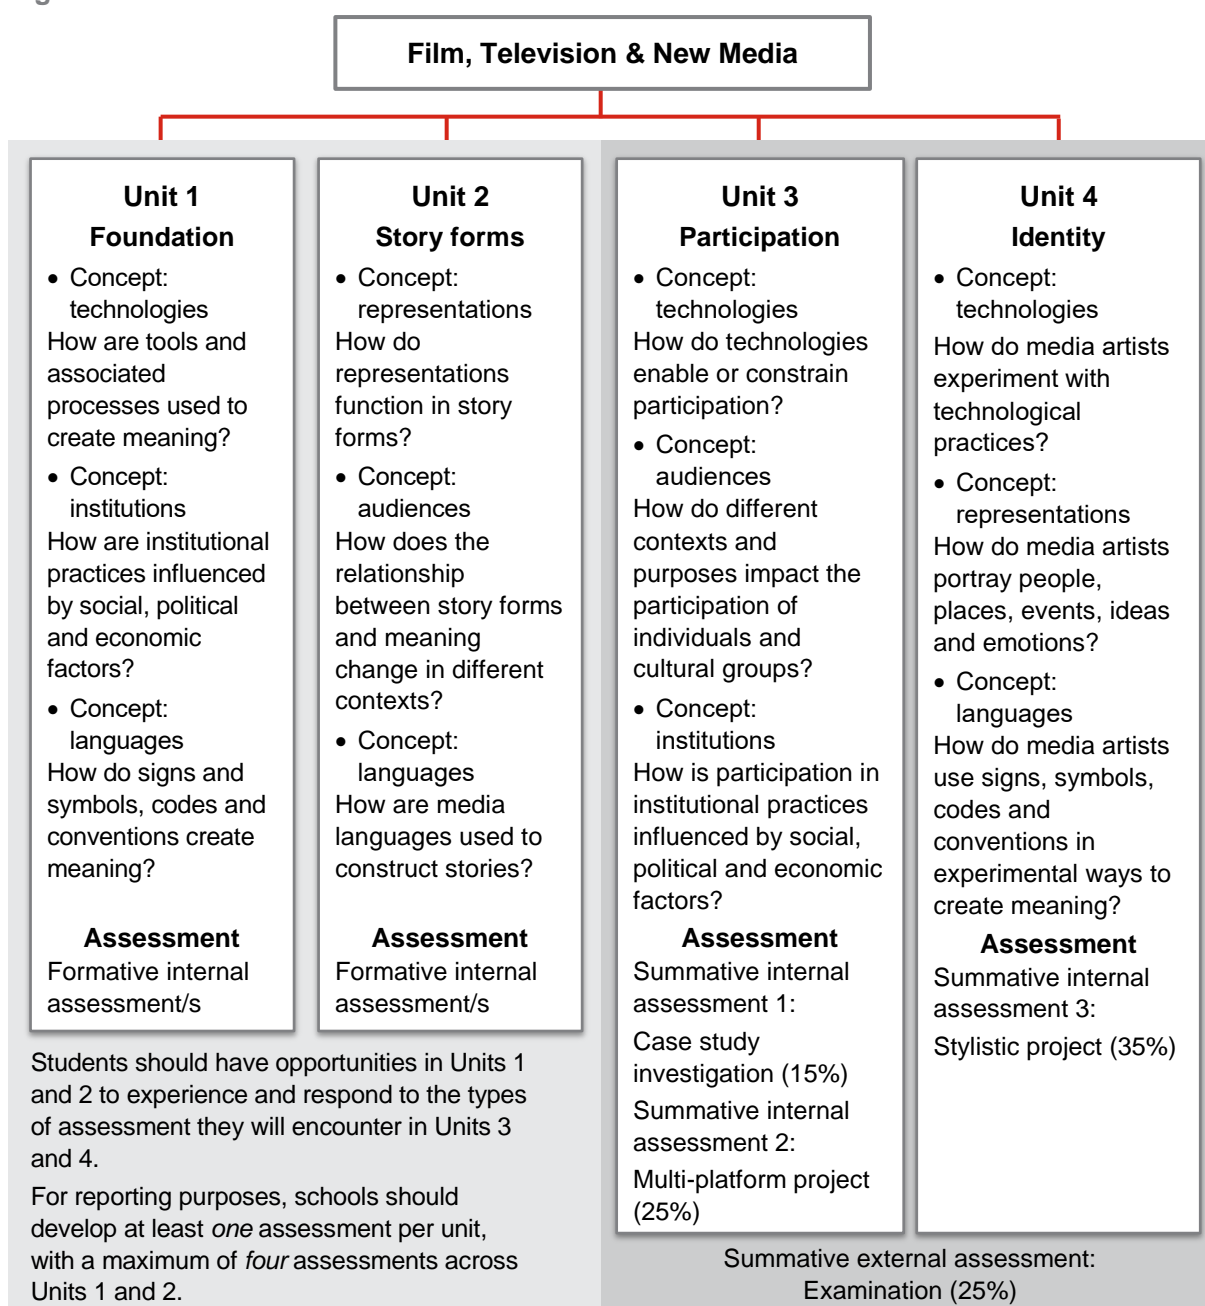 Film, Television & New Media
Unit 1
Foundation
• Concept:
technologies
How are tools and
associated
processes used to
create meaning?
• Concept:
institutions
How are institutional
practices influenced
by social, political
and economic
factors?
• Concept:
languages
How do signs and
symbols, codes and
conventions create
meaning?
Assessment
Formative internal
assessment/s
Unit 2
Story forms
• Concept:
representations
How do
representations
function in story
forms?
• Concept:
audiences
How does the
relationship
between story forms
and meaning
change in different
contexts?
• Concept:
languages
How are media
languages used to
construct stories?
Assessment
Formative internal
assessment/s
Students should have opportunities in Units 1
and 2 to experience and respond to the types
of assessment they will encounter in Units 3
and 4.
For reporting purposes, schools should
develop at least one assessment per unit,
with a maximum of four assessments across
Units 1 and 2.
Unit 3
Participation
• Concept:
technologies
How do technologies
enable or constrain
participation?
• Concept:
audiences
How do different
contexts and
purposes impact the
participation of
individuals and
cultural groups?
• Concept:
institutions
How is participation in
institutional practices
influenced by social,
political and economic
factors?
Assessment
Summative internal
assessment 1:
Case study
investigation (15%)
Summative internal
assessment 2:
Multi-platform project
(25%)
Unit 4
Identity
• Concept:
technologies
How do media artists
experiment with
technological
practices?
• Concept:
representations
How do media artists
portray people,
places, events, ideas
and emotions?
• Concept:
languages
How do media artists
use signs, symbols,
codes and
conventions in
experimental ways to
create meaning?
Assessment
Summative internal
assessment 3:
Stylistic project (35%)
Summative external assessment:
Examination (25%)